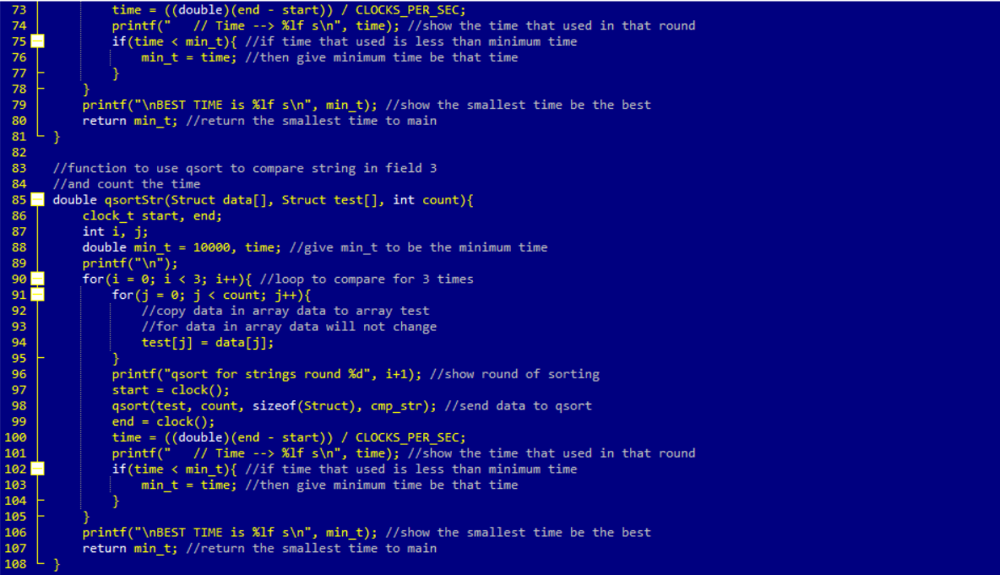 73 time = ((double)(end - start)) / CLOCKS_PER_SEC;
74 printf("   // Time --> %lf s\n", time); //show the time that used in that round
75 if(time < min_t){ //if time that used is less than minimum time
76 min_t = time; //then give minimum time be that time
77 }
78 }
79 printf("\nBEST TIME is %lf s\n", min_t); //show the smallest time be the best
80 return min_t; //return the smallest time to main
81 }
82
83 //function to use qsort to compare string in field 3
84 //and count the time
85 double qsortStr(Struct data[], Struct test[], int count){
86 clock_t start, end;
87 int i, j;
88 double min_t = 10000, time; //give min_t to be the minimum time
89 printf("\n");
90 for(i = 0; i < 3; i++){ //loop to compare for 3 times
91 for(j = 0; j < count; j++){
92 //copy data in array data to array test
93 //for data in array data will not change
94 test[j] = data[j];
95 }
96 printf("qsort for strings round %d", i+1); //show round of sorting
97 start = clock();
98 qsort(test, count, sizeof(Struct), cmp_str); //send data to qsort
99 end = clock();
100 time = ((double)(end - start)) / CLOCKS_PER_SEC;
101 printf("   // Time --> %lf s\n", time); //show the time that used in that round
102 if(time < min_t){ //if time that used is less than minimum time
103 min_t = time; //then give minimum time be that time
104 }
105 }
106 printf("\nBEST TIME is %lf s\n", min_t); //show the smallest time be the best
107 return min_t; //return the smallest time to main
108 }